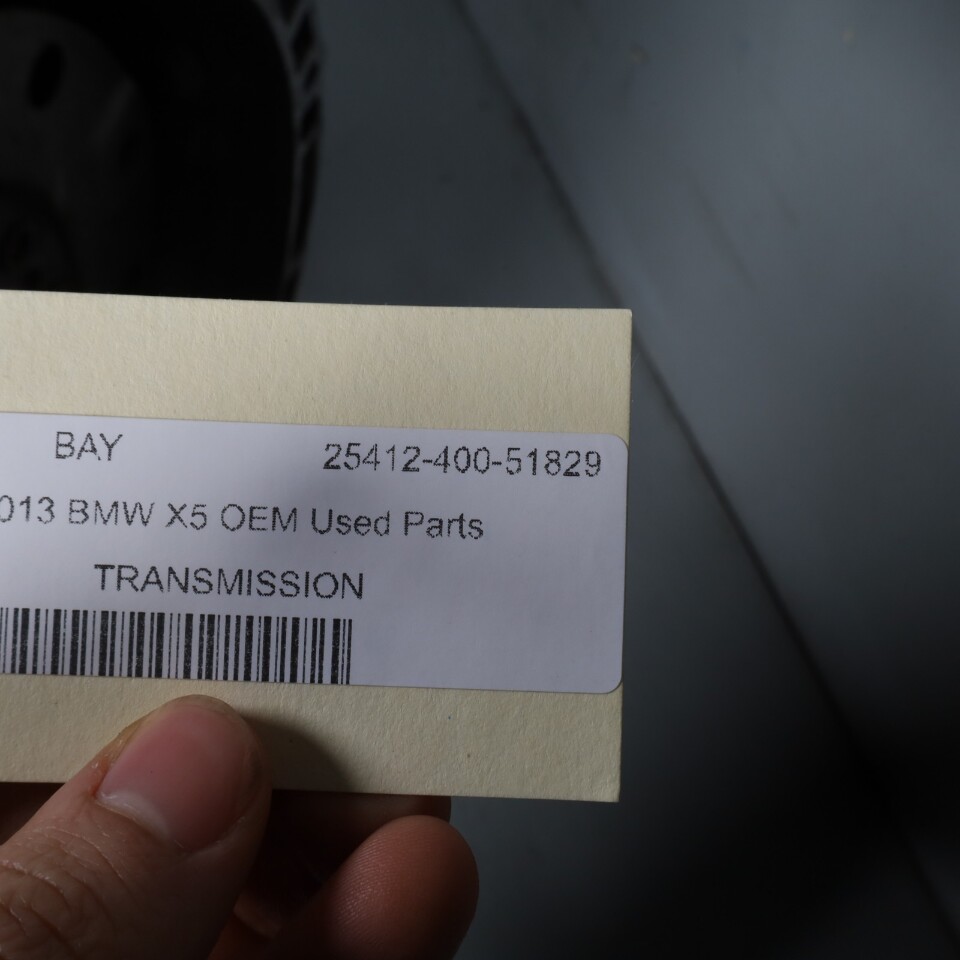 BAY 25412-400-51829
013 BMW X5 OEM Used Parts
TRANSMISSION